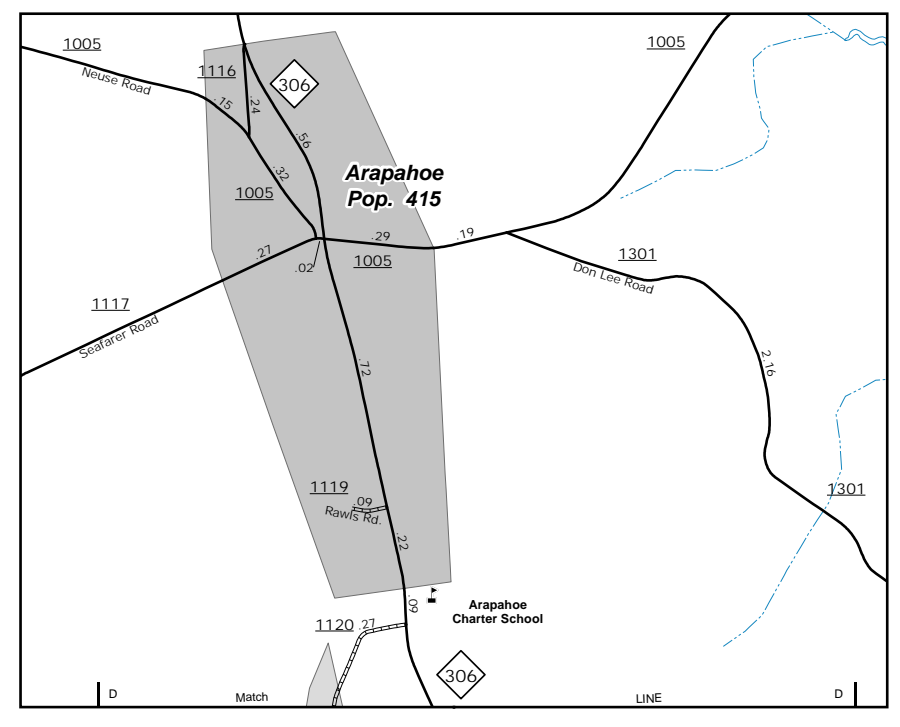 1005
1005
Neuse Road
1116
306
.15
.24
.56
.32
Arapahoe
Pop. 415
1005
.29
.19
.27
.02
1005
1301
Don Lee Road
1117
Seafarer Road
.72
2.16
1119
.09
Rawls Rd.
1301
.22
.09
Arapahoe
Charter School
1120
.27
306
D
Match
LINE
D